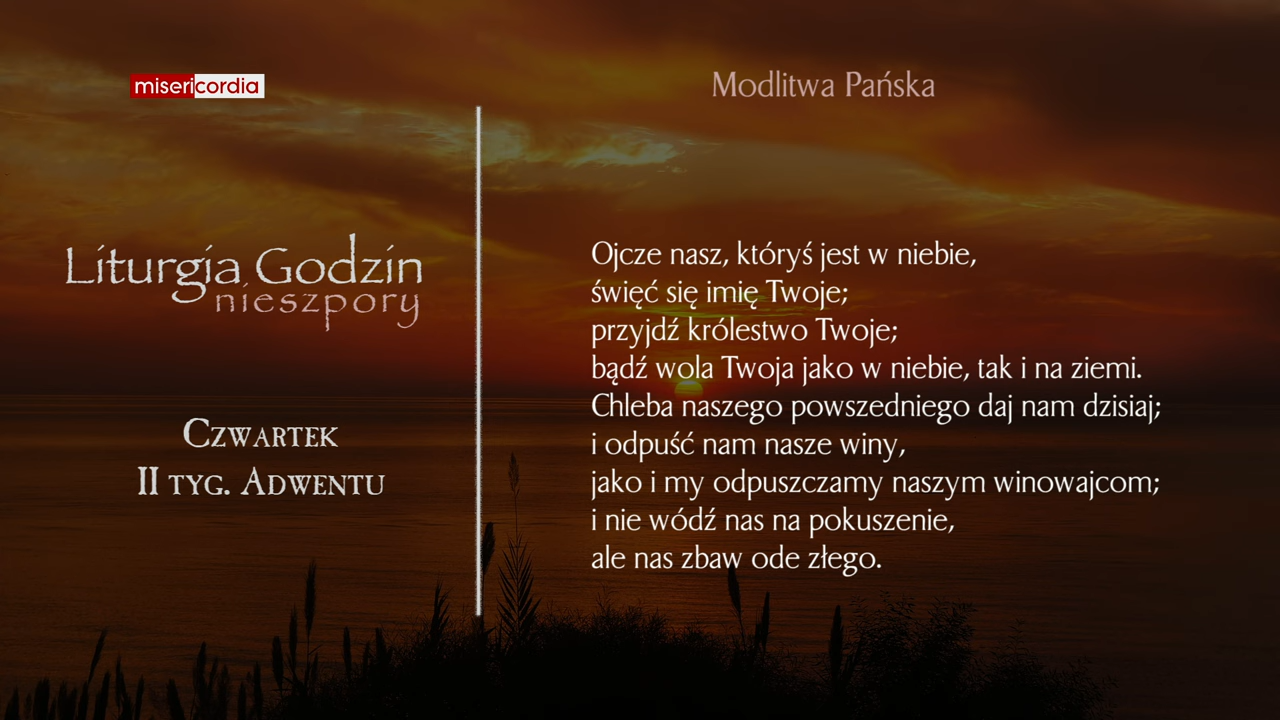 misericordia
Modlitwa Pańska
Liturgia Godzin
nieszpory
Czwartek
II tyg. Adwentu
Ojcze nasz, któryś jest w niebie,
święć się imię Twoje;
przyjdź królestwo Twoje;
bądź wola Twoja jako w niebie, tak i na ziemi.
Chleba naszego powszedniego daj nam dzisiaj;
i odpuść nam nasze winy,
jako i my odpuszczamy naszym winowajcom;
i nie wódź nas na pokuszenie,
ale nas zbaw ode złego.